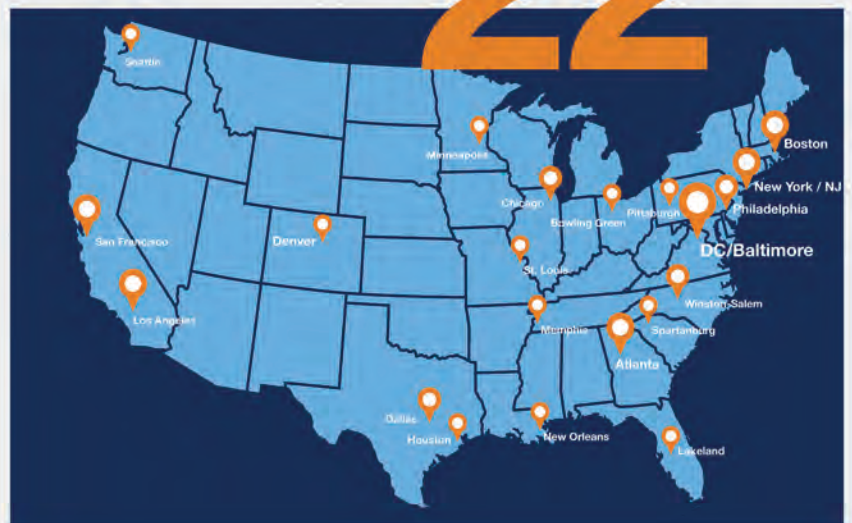 22
Seattle
Minneapolis
Boston
New York / NJ
Chicago
Bowling Green
Pittsburgh
Philadelphia
San Francisco
Denver
DC/Baltimore
St. Louis
Los Angeles
Winston-Salem
Memphis
Spartanburg
Atlanta
Dallas
Houston
New Orleans
Lakeland